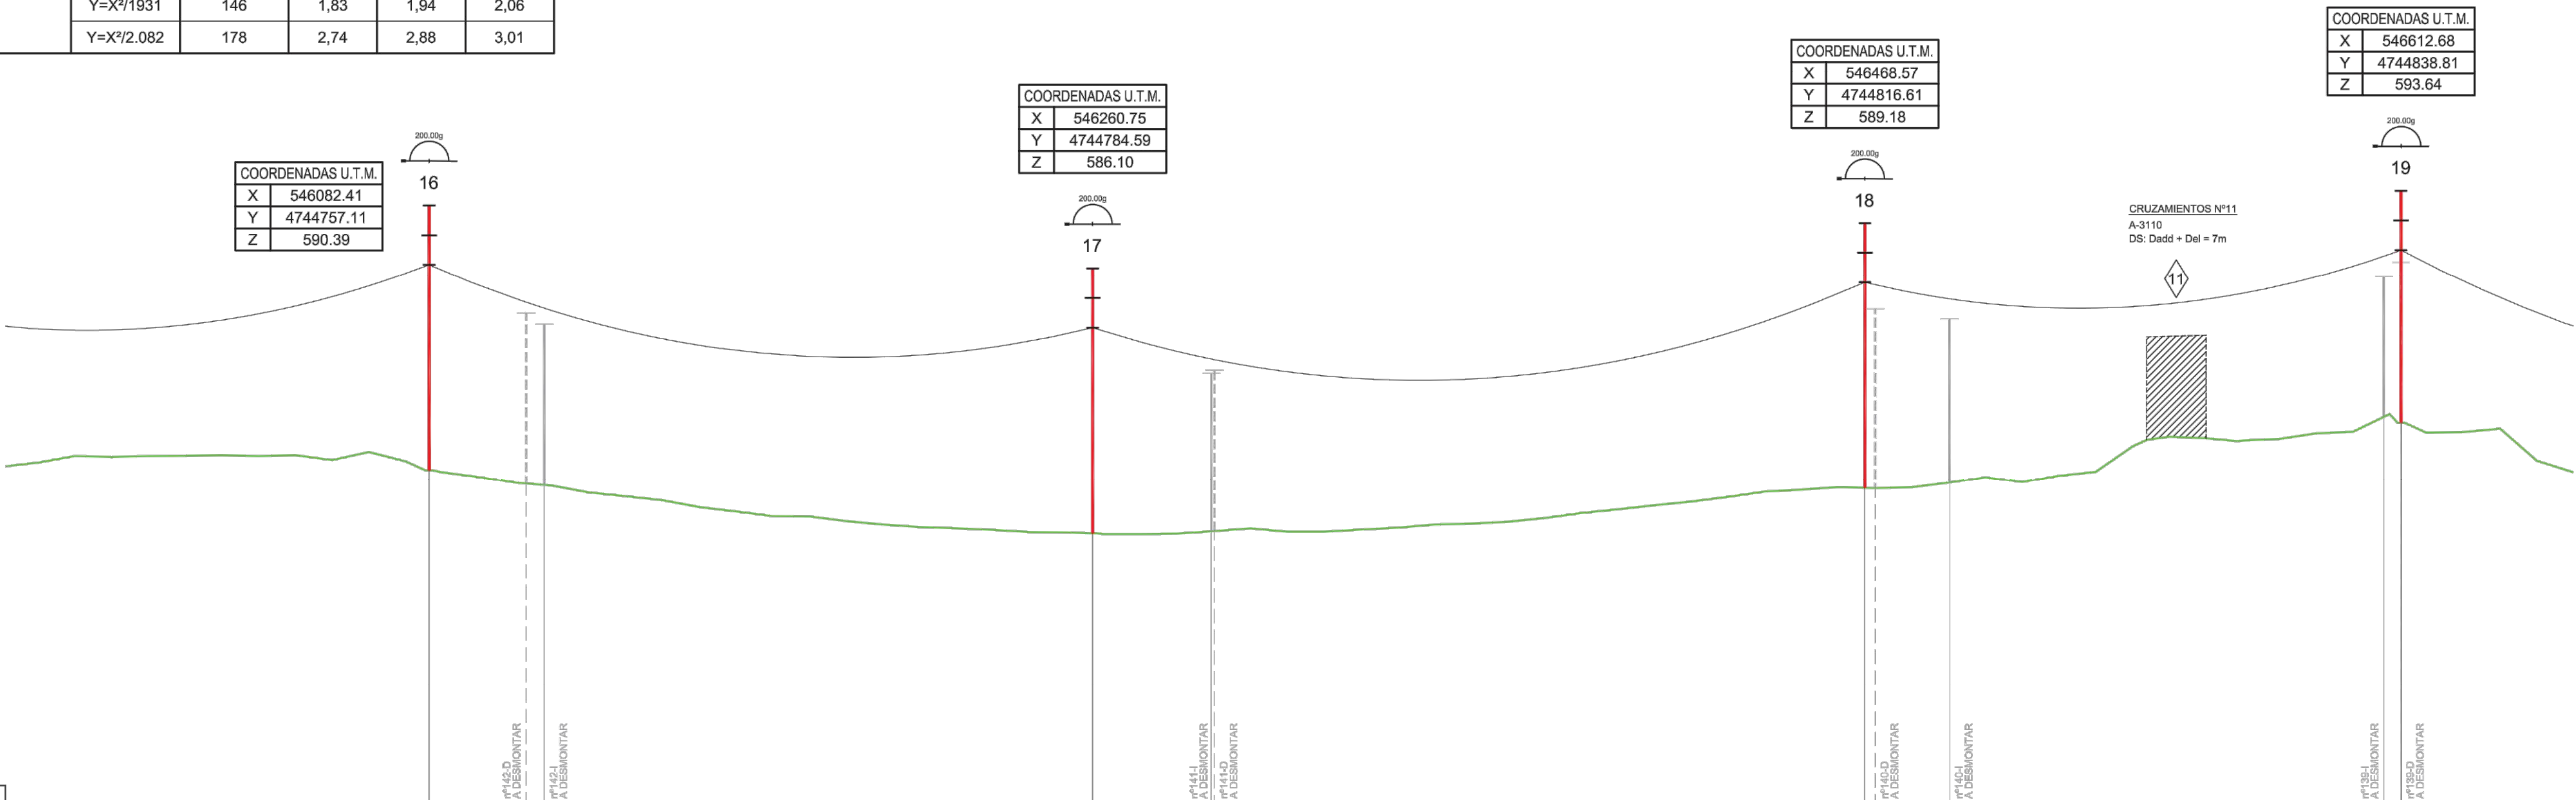 Y=X²/1931 146 1,83 1,94 2,06
Y=X²/2.082 178 2,74 2,88 3,01
COORDENADAS U.T.M.
X 546082.41
Y 4744757.11
Z 590.39
200.00g
16
COORDENADAS U.T.M.
X 546260.75
Y 4744784.59
Z 586.10
200.00g
17
COORDENADAS U.T.M.
X 546468.57
Y 4744816.61
Z 589.18
200.00g
18
CRUZAMIENTOS Nº11
A-3110
DS: Dadd + Del = 7m
11
COORDENADAS U.T.M.
X 546612.68
Y 4744838.81
Z 593.64
200.00g
19
nº142-D
A DESMONTAR
nº142-I
A DESMONTAR
nº141-I
A DESMONTAR
nº141-D
A DESMONTAR
nº140-D
A DESMONTAR
nº140-I
A DESMONTAR
nº139-I
A DESMONTAR
nº139-D
A DESMONTAR